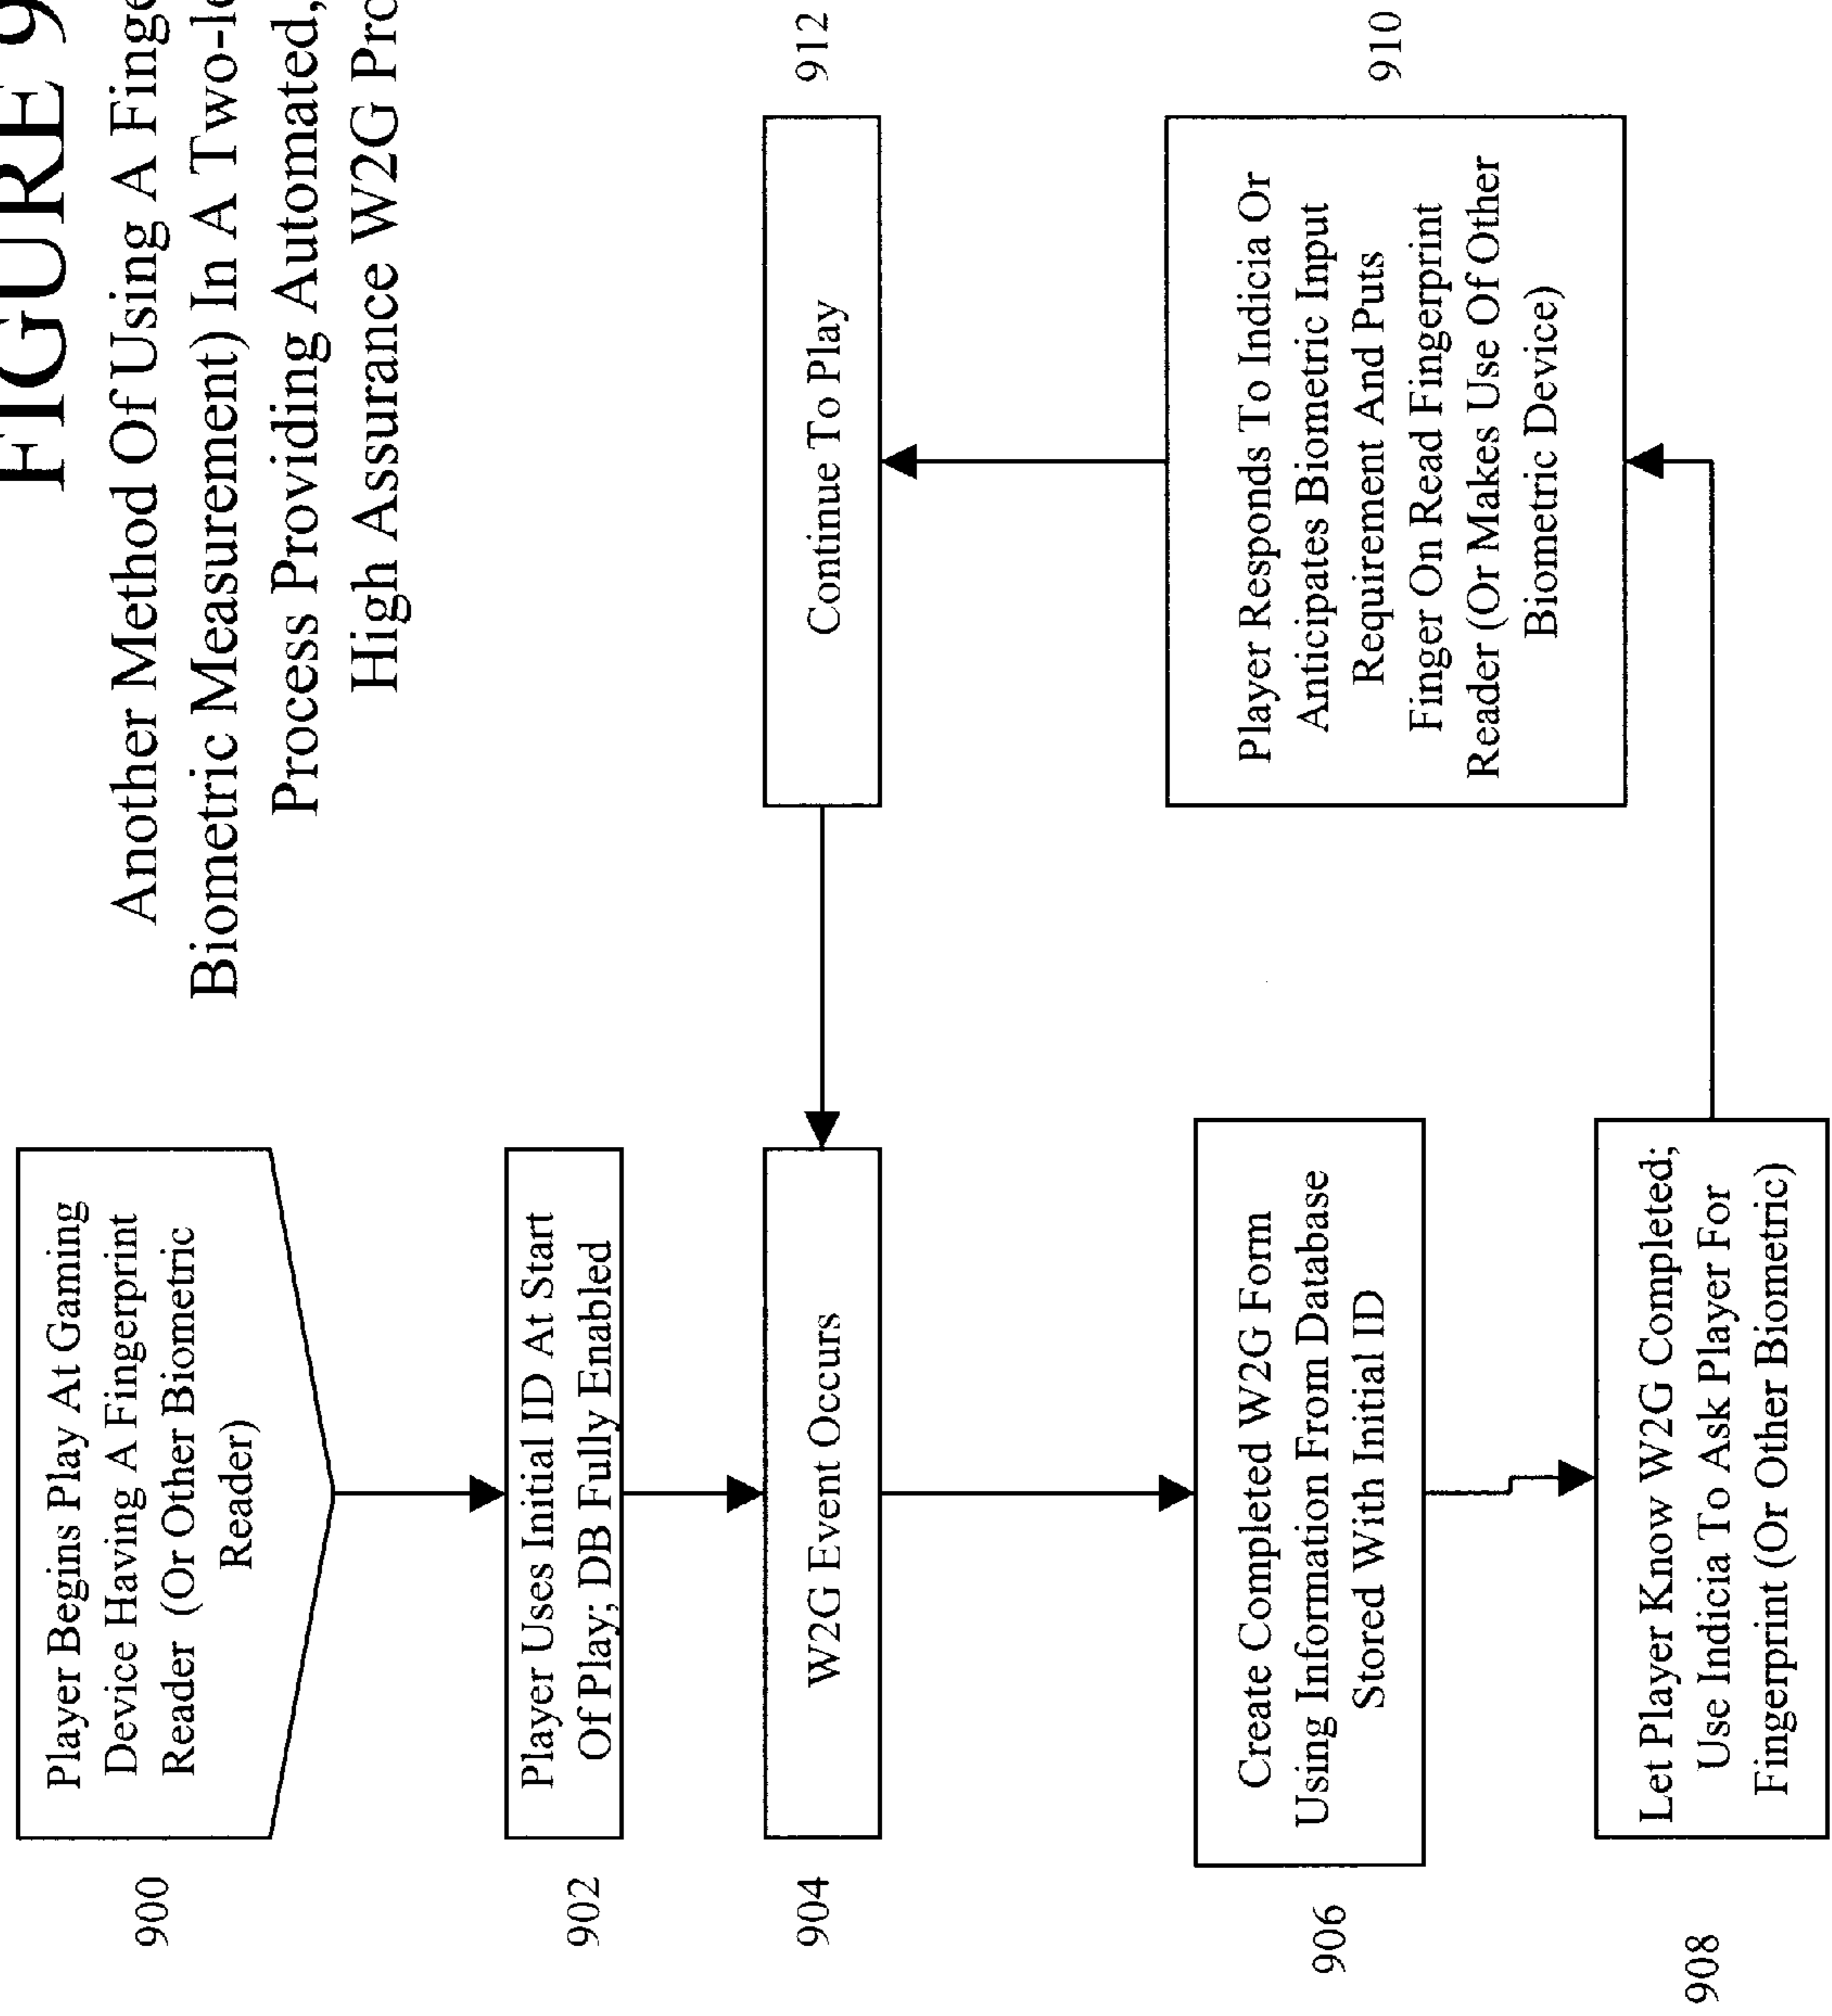 FIGURE 9
Another Method Of Using A
Biometric Measurement) In A
Process Providing Automated,
High Assurance W2G
900
Player Begins Play At Gaming
Device Having A Fingerprint
Reader (Or Other Biometric
Reader)
902
Player Uses Initial ID At Start
Of Play; DB Fully Enabled
904
W2G Event Occurs
906
Create Completed W2G Form
Using Information From Database
Stored With Initial ID
908
Let Player Know W2G Completed;
Use Indicia To Ask Player For
Fingerprint (Or Other Biometric)
910
Player Responds To Indicia Or
Anticipates Biometric Input
Requirement And Puts
Finger On Read Fingerprint
Reader (Or Makes Use Of Other
Biometric Device)
912
Continue To Play